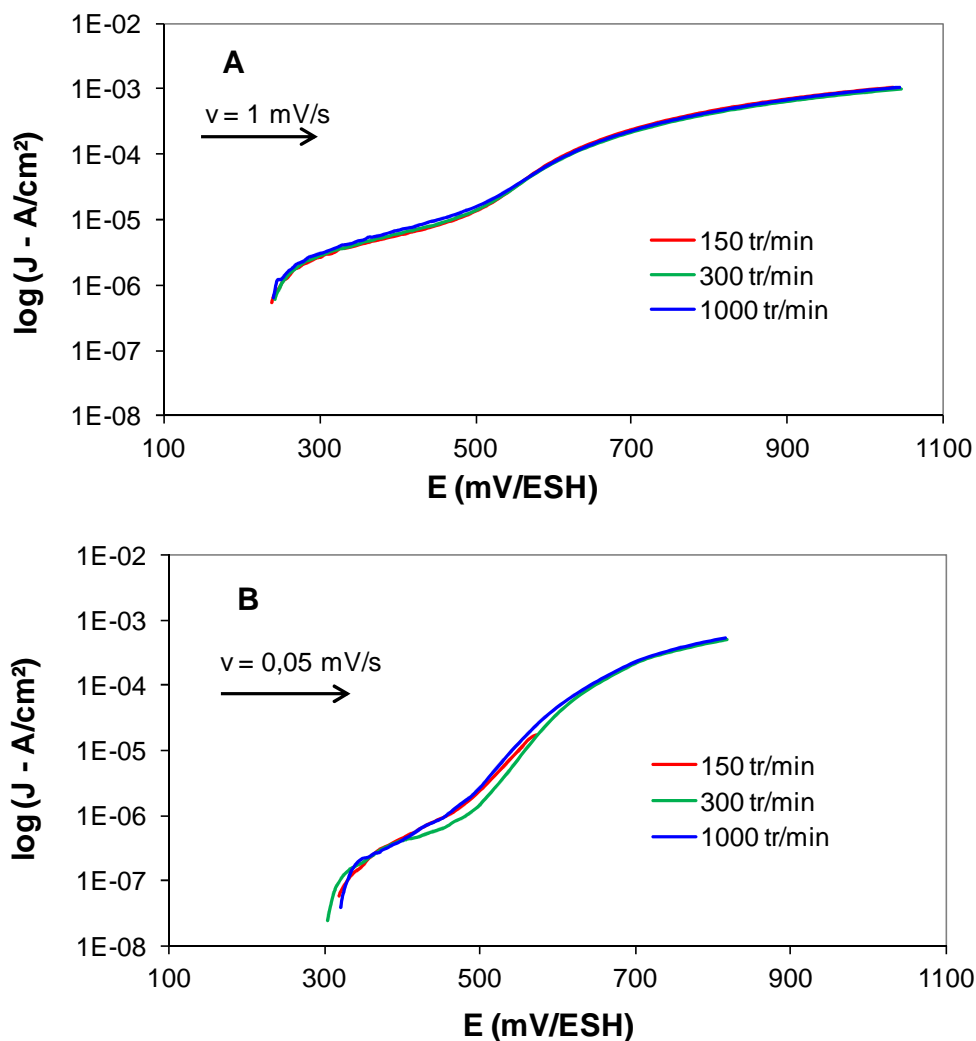 1E-02
A
1E-03
v = 1 mV/s
1E-04
log (J - A/cm²)
1E-05
150 tr/min
300 tr/min
1E-06
1000 tr/min
1E-07
1E-08
100 300 500 700 900 1100
E (mV/ESH)
1E-02
B
1E-03
v = 0,05 mV/s
1E-04
log (J - A/cm²)
1E-05
150 tr/min
300 tr/min
1E-06
1000 tr/min
1E-07
1E-08
100 300 500 700 900 1100
E (mV/ESH)